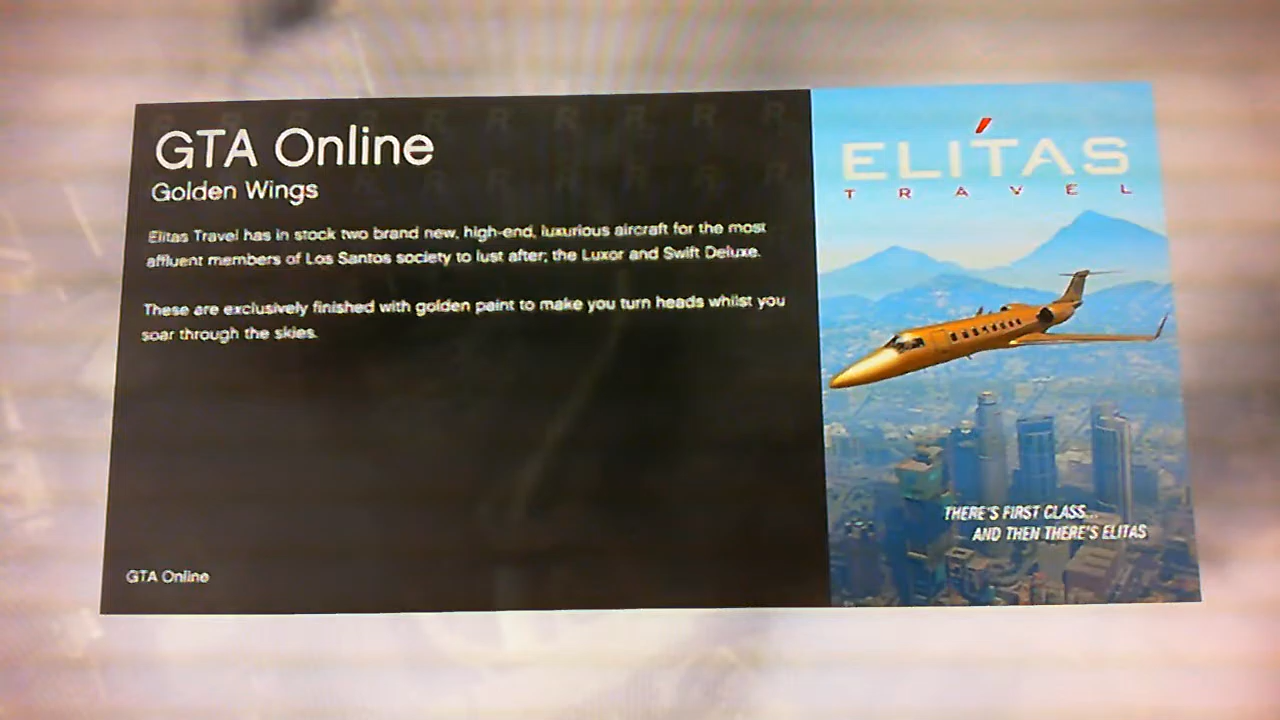 GTA Online
Golden Wings
Elitas Travel has in stock two brand new, high-end, luxurious aircraft for the most
affluent members of Los Santos society to lust after; the Luxor and Swift Deluxe.
These are exclusively finished with golden paint to make you turn heads whilst you
soar through the skies.
GTA Online
ELÍTAS
TRAVEL
THERE'S FIRST CLASS...
AND THEN THERE'S ELITAS